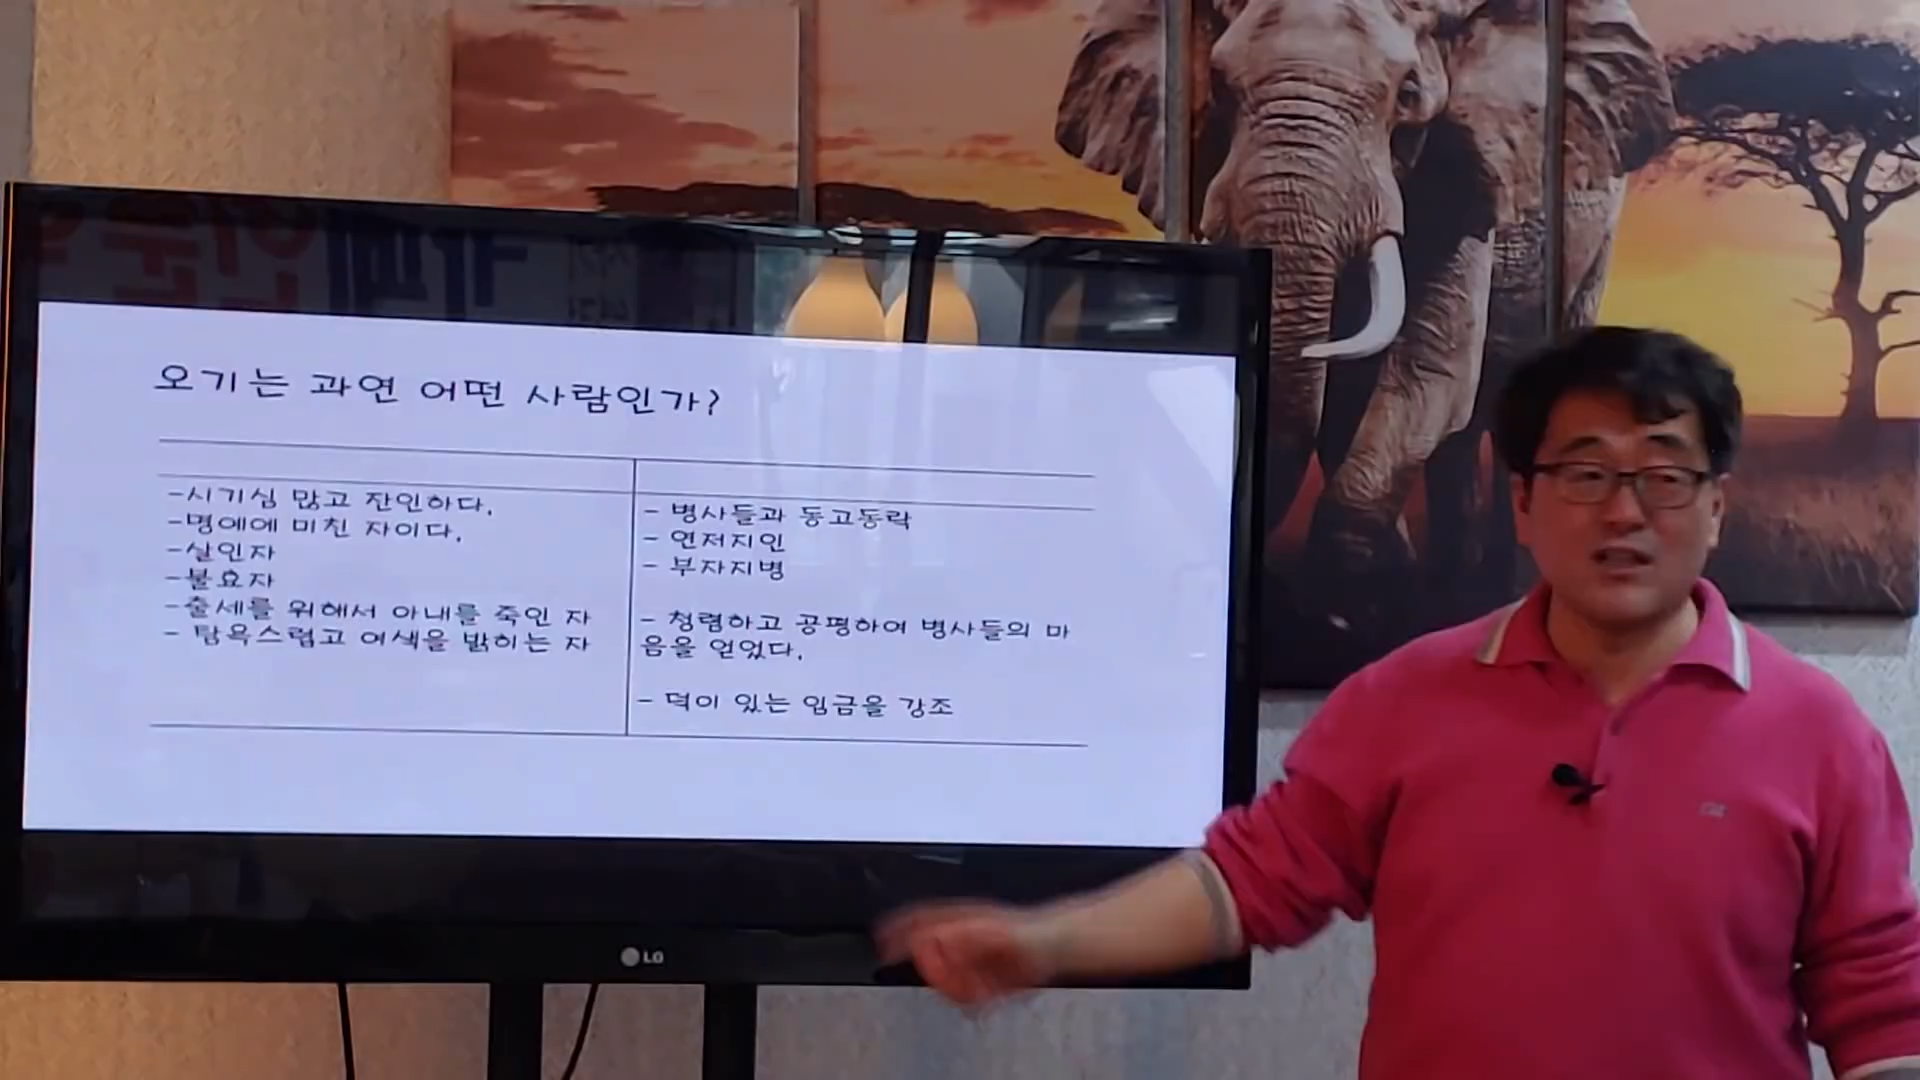 오기는 과연 어떤 사람인가?
-시기심 많고 잔인하다.
-명예에 미친 자이다.
-살인자
-불효자
-출세를 위해서 아내를 죽인 자
- 탐욕스럽고 여색을 밝히는 자
- 병사들과 동고동락
- 연저지인
- 부자지병
- 청렴하고 공평하여 병사들의 마
음을 얻었다.
- 덕이 있는 임금을 강조
LG